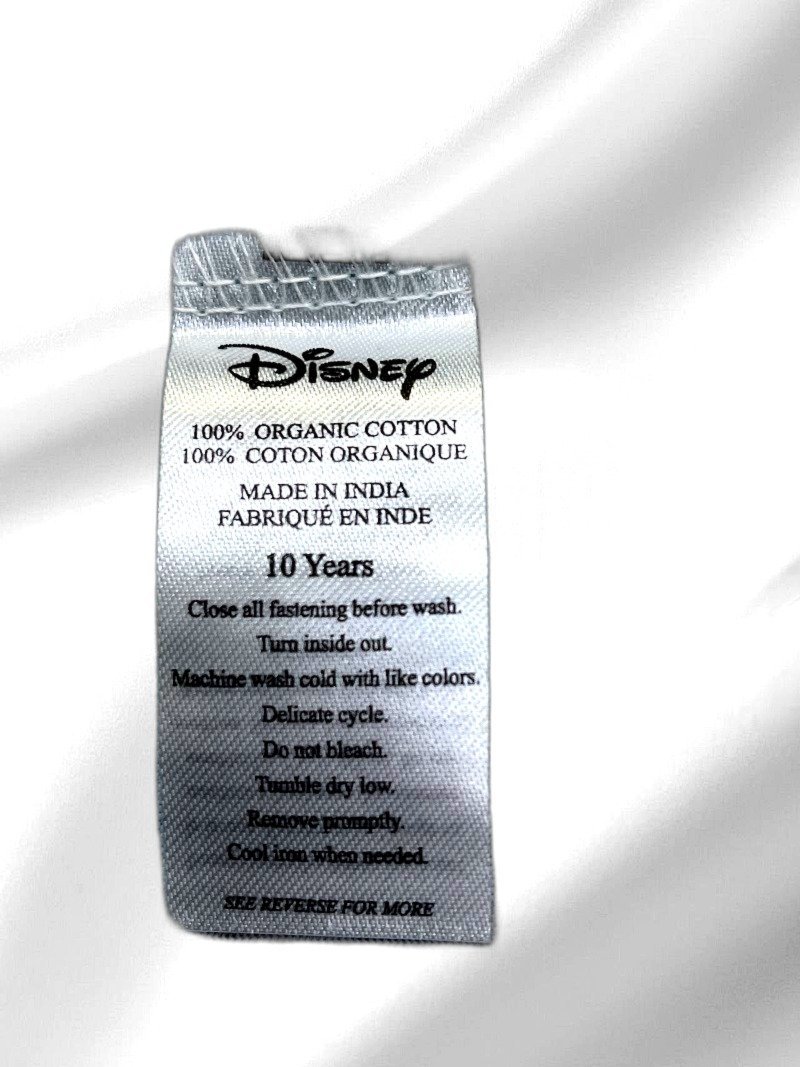 Disney
100% ORGANIC COTTON
100% COTON ORGANIQUE
MADE IN INDIA
FABRIQUÉ EN INDE
10 Years
Close all fastening before wash.
Turn inside out.
Machine wash cold with like colors.
Delicate cycle.
Do not bleach.
Tumble dry low.
Remove promptly.
Cool iron when needed.
SEE REVERSE FOR MORE